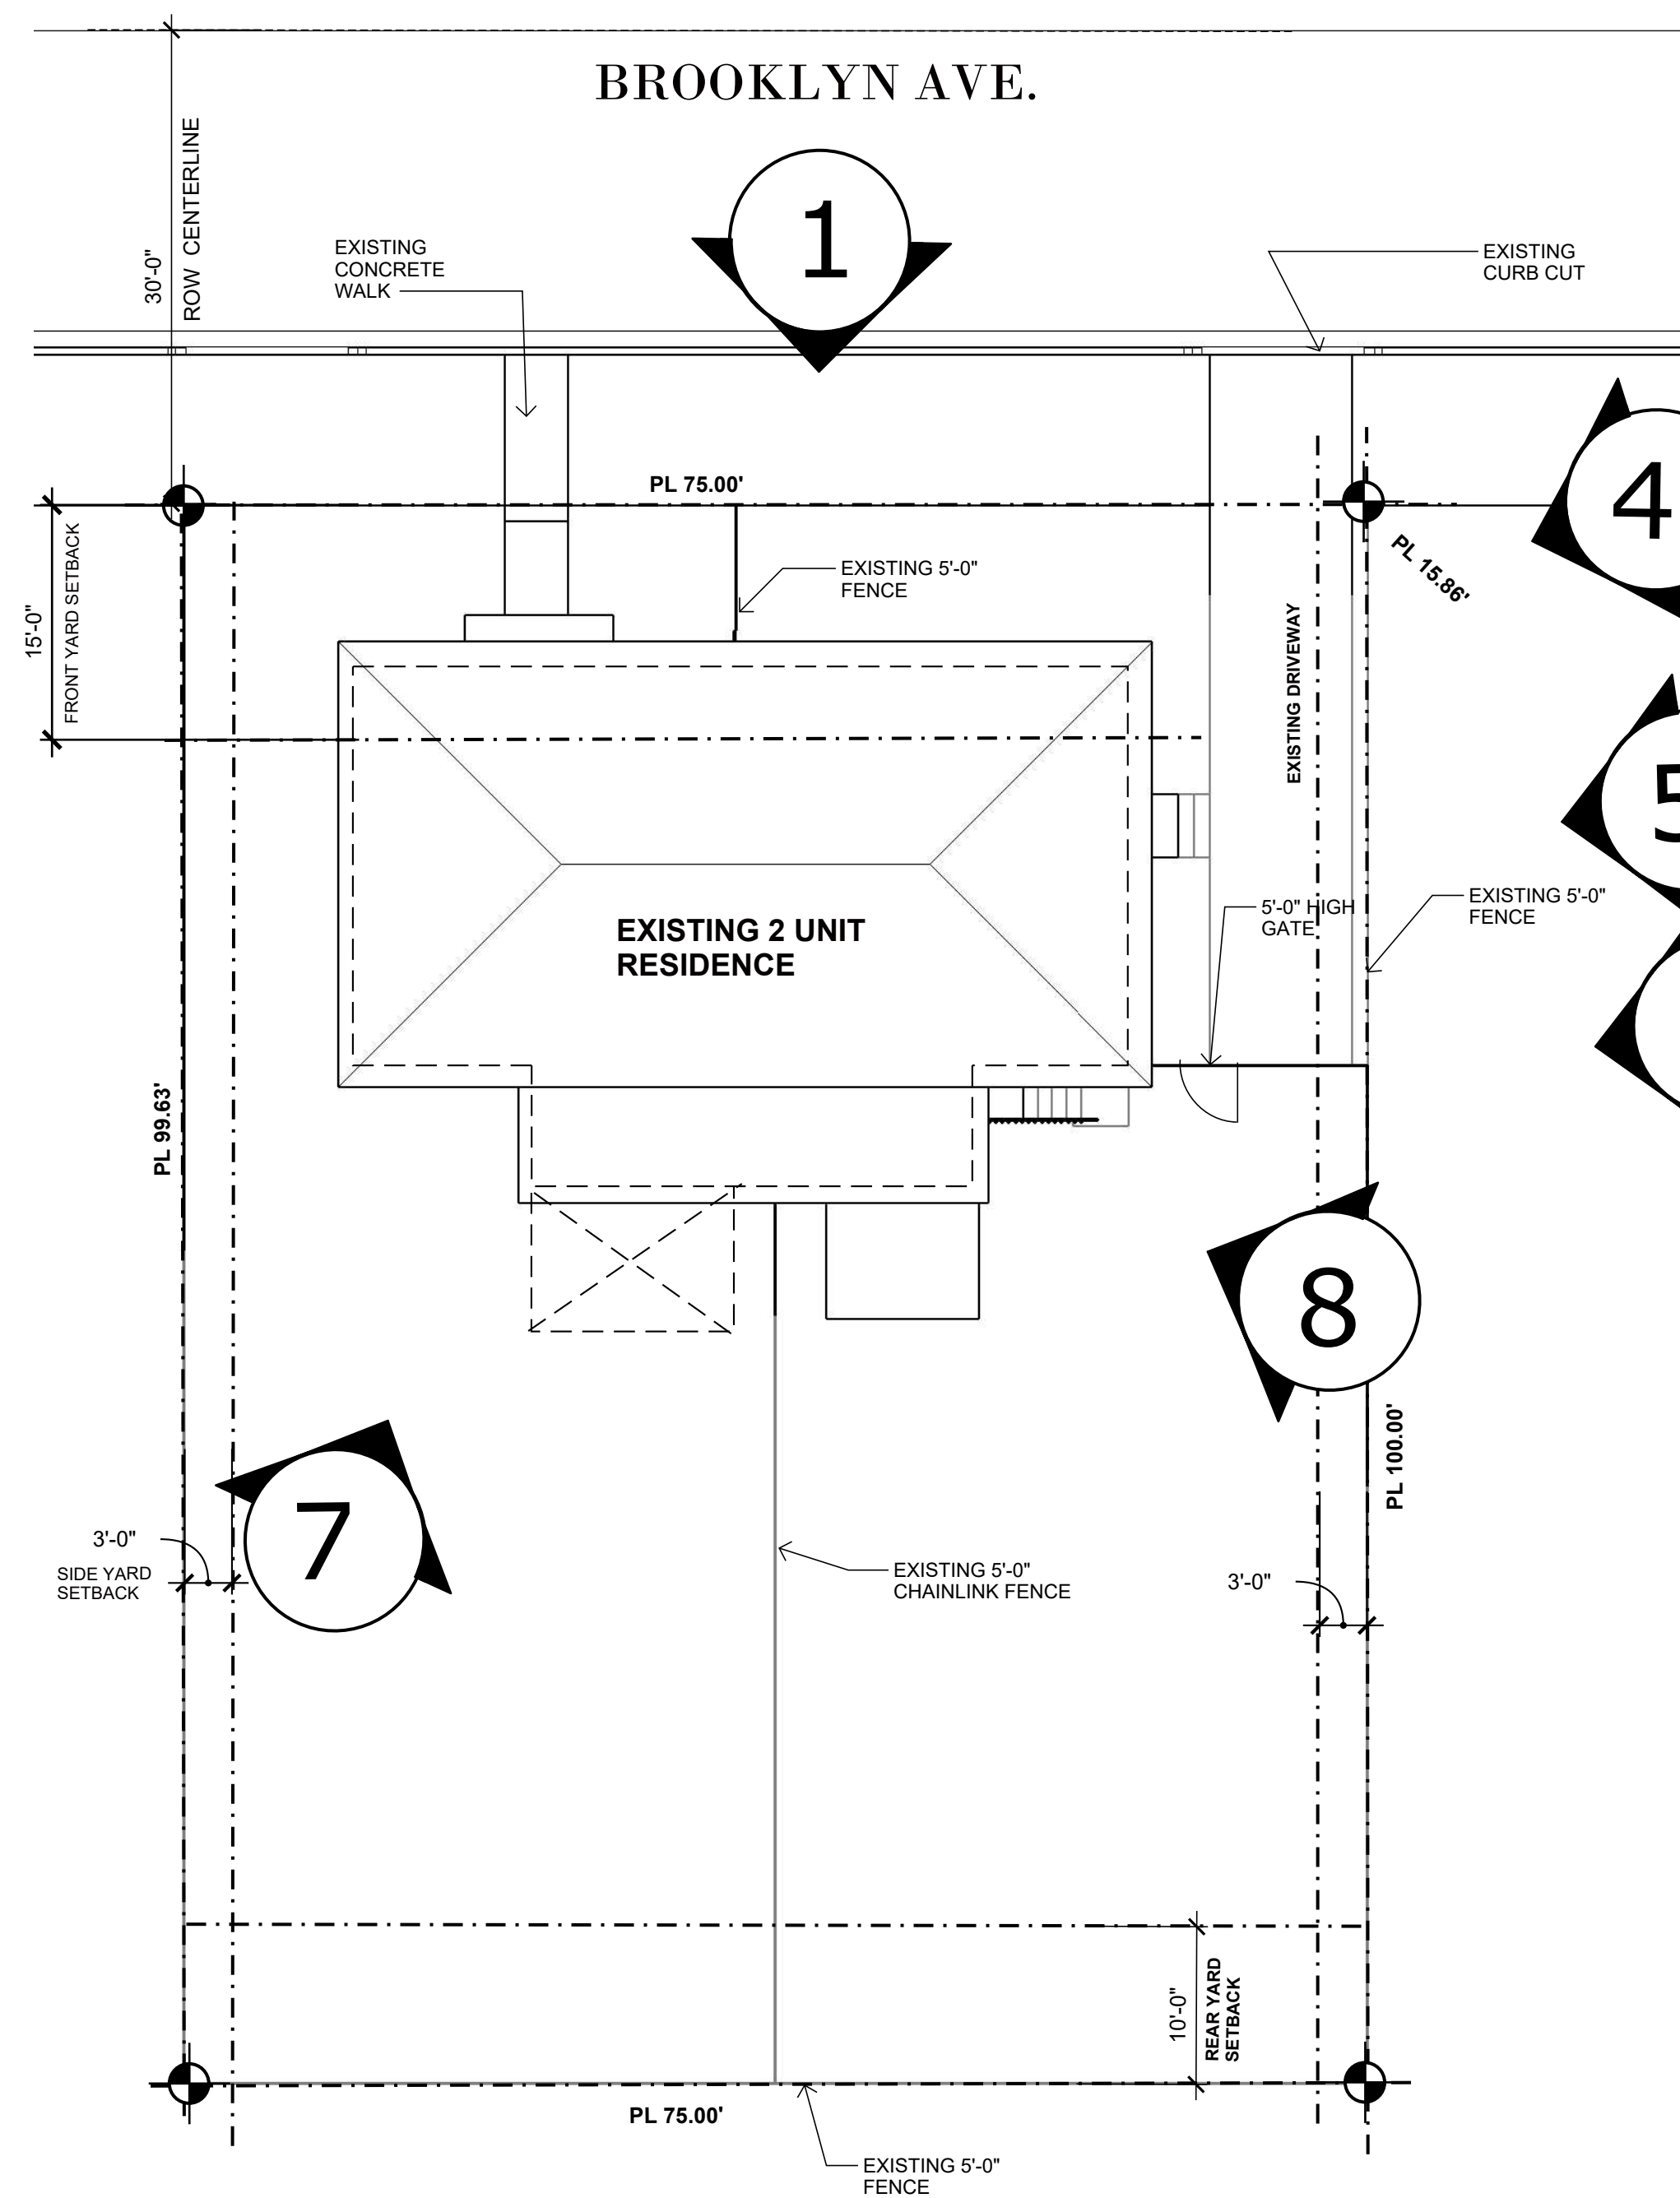 BROOKLYN AVE.
30'-0"
ROW CENTERLINE
1
EXISTING
CONCRETE
WALK
EXISTING
CURB CUT
4
PL 75.00'
PL 15.86'
15'-0"
FRONT YARD SETBACK
EXISTING 5'-0"
FENCE
EXISTING DRIVEWAY
5
EXISTING 2 UNIT
RESIDENCE
5'-0" HIGH
GATE
EXISTING 5'-0"
FENCE
PL 99.63'
8
PL 100.00'
7
3'-0"
SIDE YARD
SETBACK
EXISTING 5'-0"
CHAINLINK FENCE
3'-0"
10'-0"
REAR YARD
SETBACK
PL 75.00'
EXISTING 5'-0"
FENCE